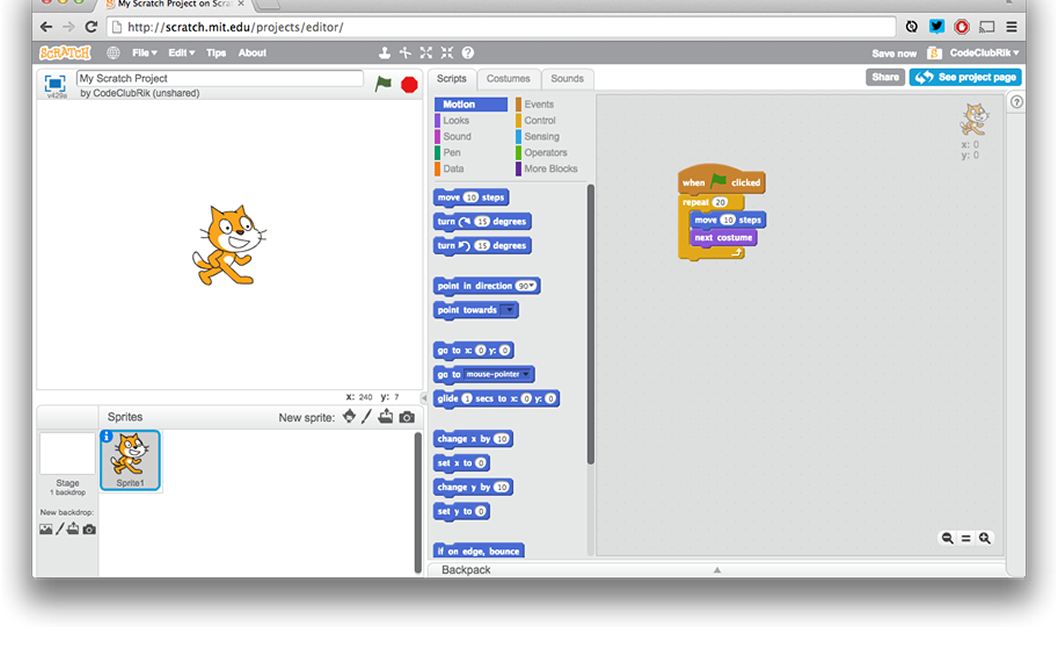 My Scratch Project on Scra
http://scratch.mit.edu/projects/editor/
SCRATCH File Edit Tips About Save now CodeClubRik
My Scratch Project
by CodeClubRik (unshared)
v429a
Scripts Costumes Sounds
Share See project page
Motion Events
Looks Control
Sound Sensing
Pen Operators
Data More Blocks
x: 0
y: 0
move 10 steps
turn 15 degrees
turn 15 degrees
point in direction 90
point towards
go to x: 0 y: 0
go to mouse-pointer
glide 1 secs to x: 0 y: 0
change x by 10
set x to 0
change y by 10
set y to 0
if on edge, bounce
when clicked
repeat 20
move 10 steps
next costume
x: 240 y: 7
Sprites New sprite:
Stage
1 backdrop
New backdrop:
Sprite1
Backpack